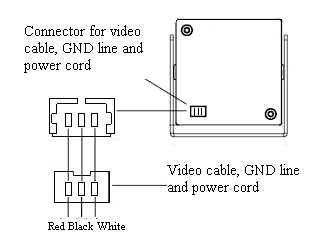 Connector for video
cable, GND line and
power cord
Video cable, GND line
and power cord
Red Black White